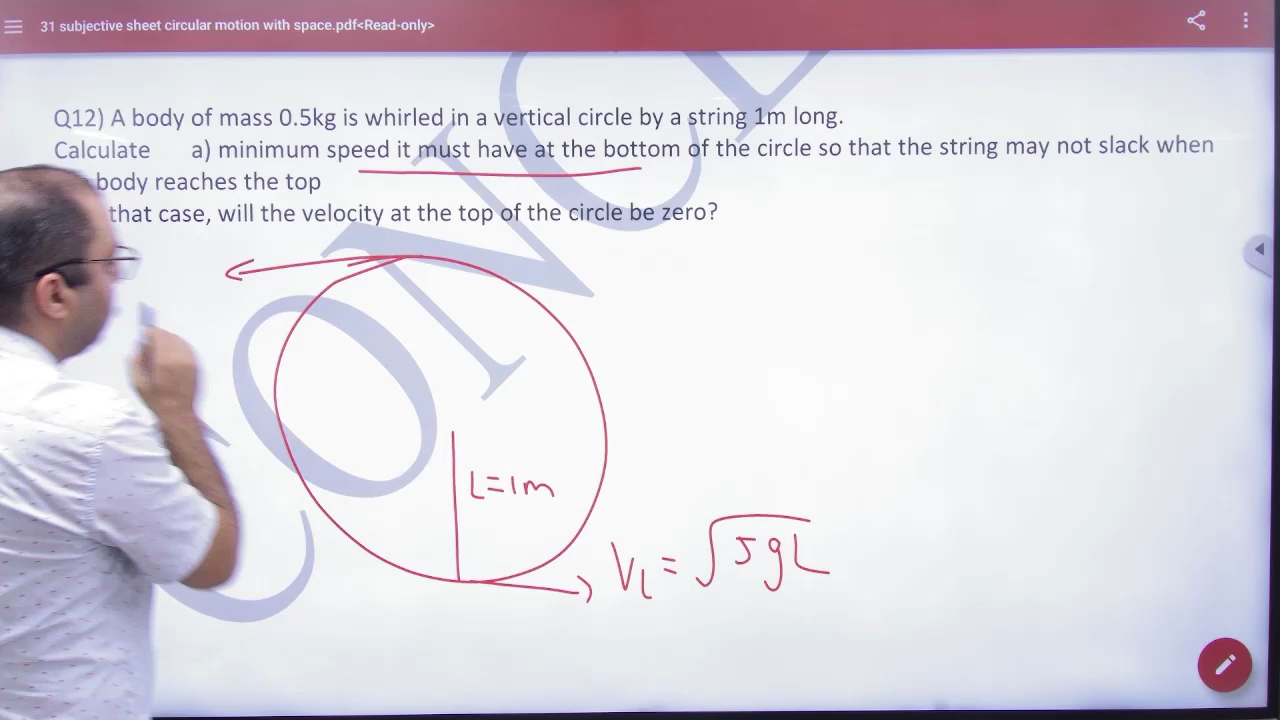 31 subjective sheet circular motion with space.pdf<Read-only>
Q12) A body of mass 0.5kg is whirled in a vertical circle by a string 1m long.
Calculate a) minimum speed it must have at the bottom of the circle so that the string may not slack when
body reaches the top
that case, will the velocity at the top of the circle be zero?
CONCE
L=1m
V_L = √5gL